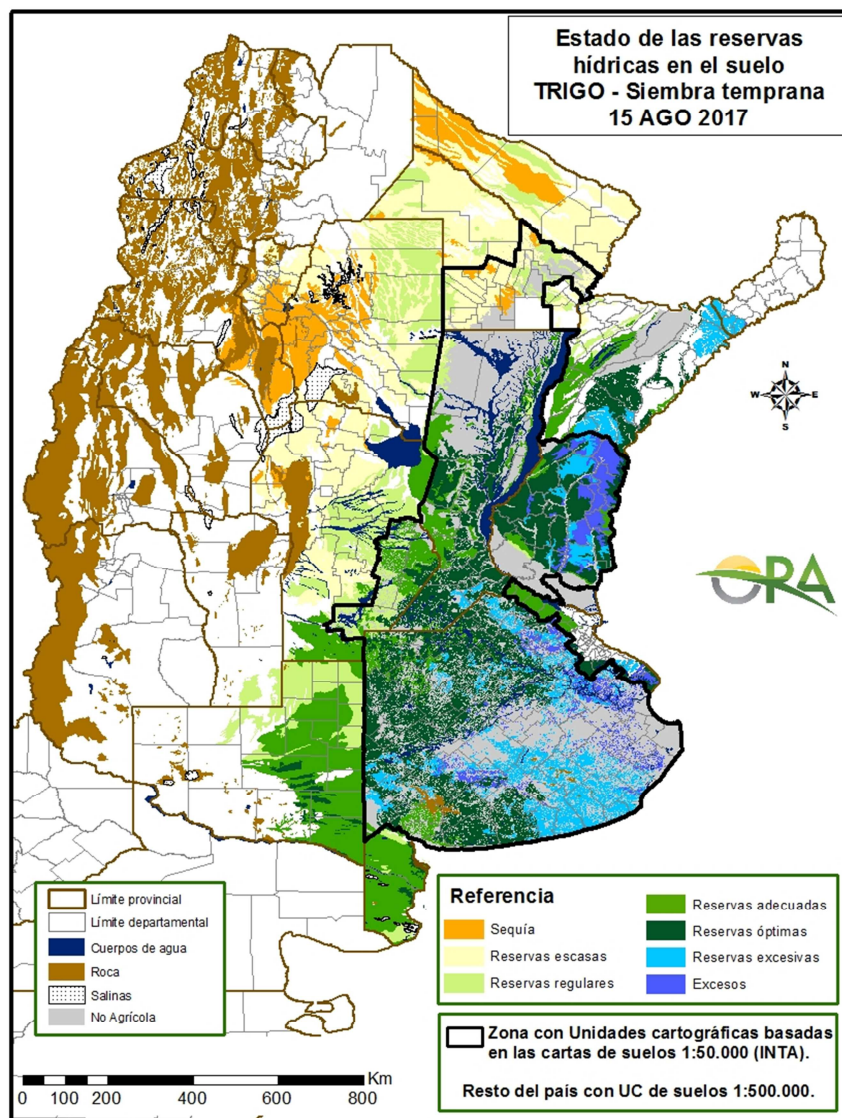 Estado de las reservas
hídricas en el suelo
TRIGO - Siembra temprana
15 AGO 2017
N
W E
S
OPA
Límite provincial
Límite departamental
Cuerpos de agua
Roca
Salinas
No Agrícola
Referencia
Sequía
Reservas escasas
Reservas regulares
Reservas adecuadas
Reservas óptimas
Reservas excesivas
Excesos
Zona con Unidades cartográficas basadas
en las cartas de suelos 1:50.000 (INTA).
Resto del país con UC de suelos 1:500.000.
Km
0 100 200 400 600 800